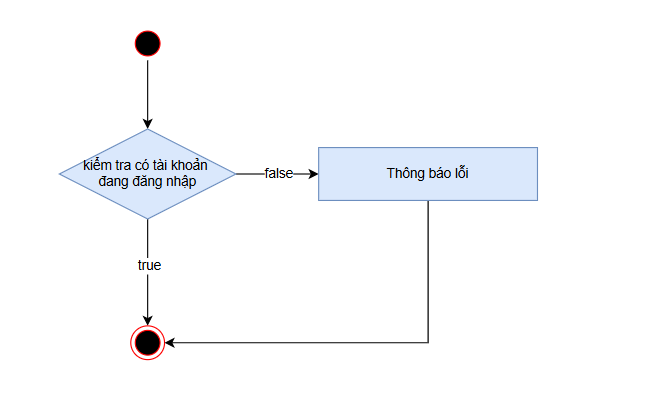 kiểm tra có tài khoản
đang đăng nhập
false
Thông báo lỗi
true